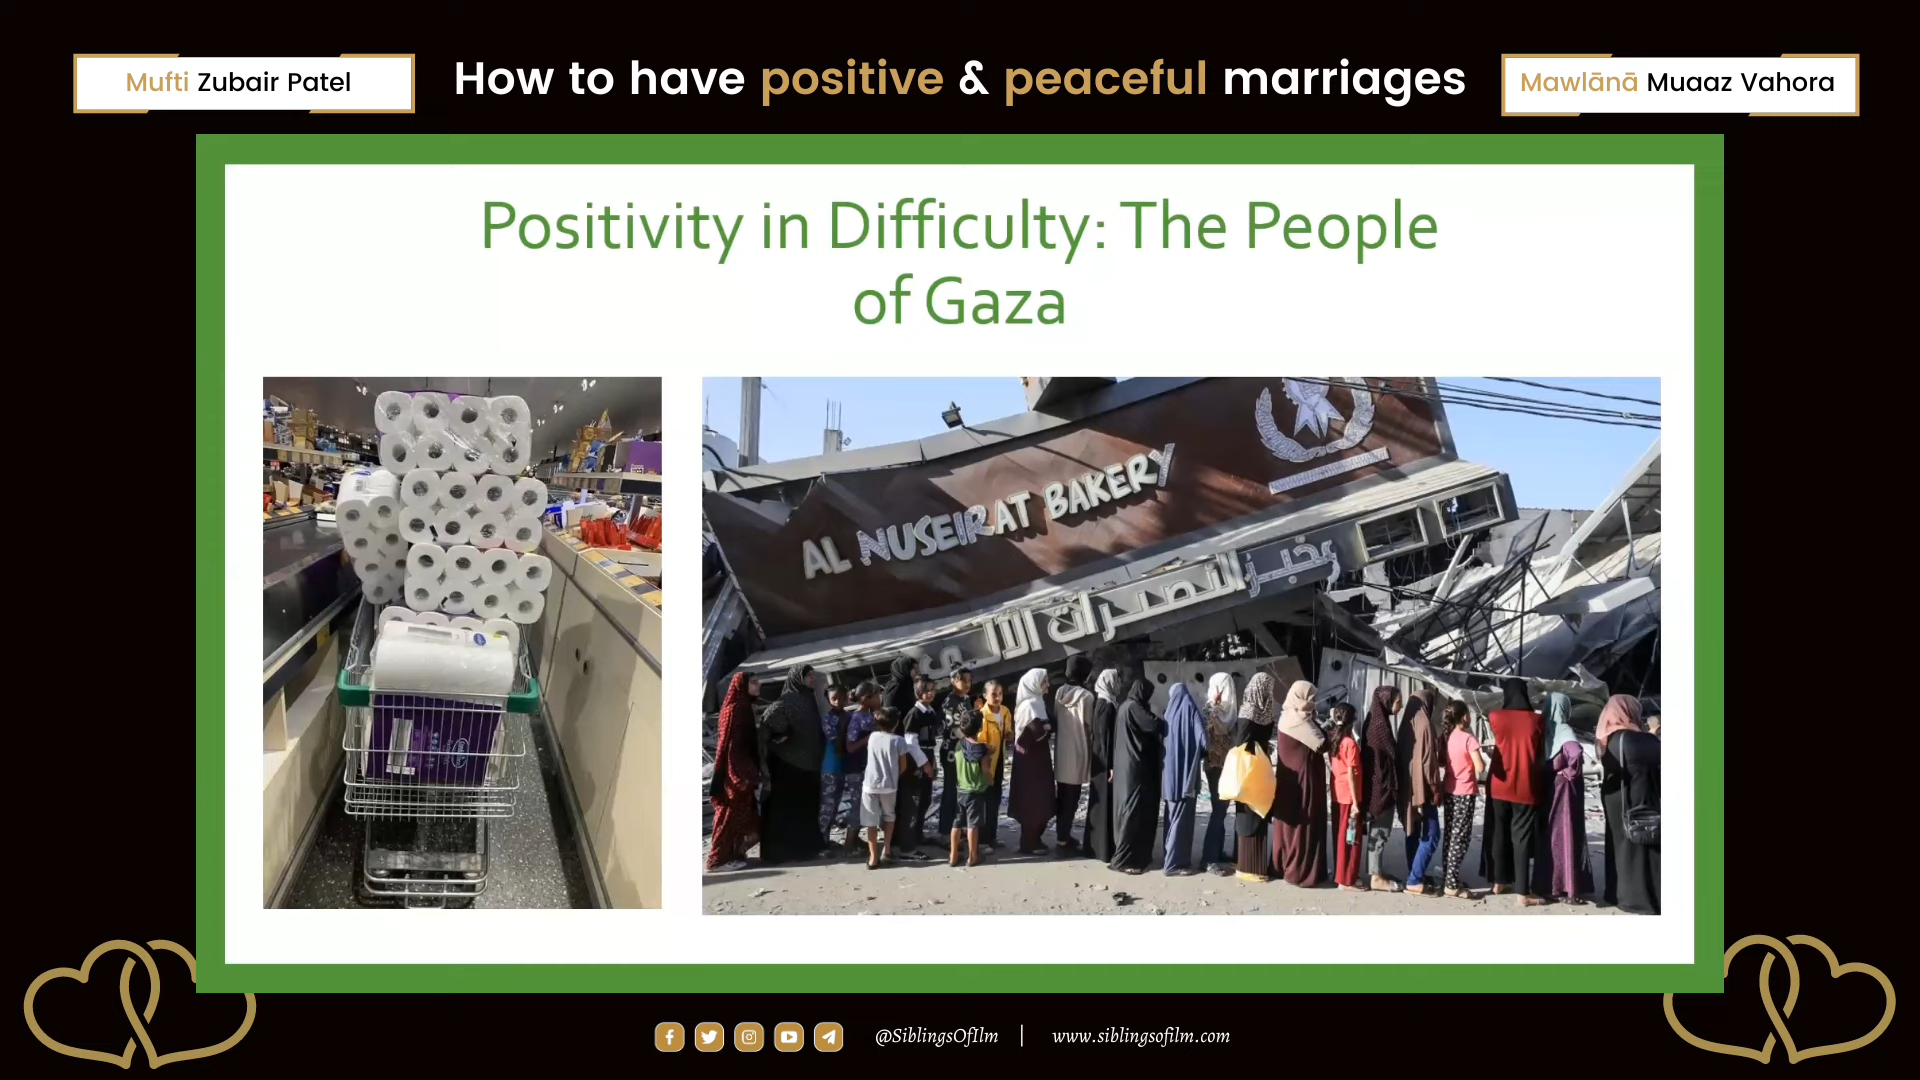 Mufti Zubair Patel
How to have positive & peaceful marriages
Mawlānā Muaaz Vahora
Positivity in Difficulty: The People
of Gaza
AL NUSEIRAT BAKERY
مخبز النصيرات الآلي
@SiblingsOfIlm | www.siblingsofilm.com